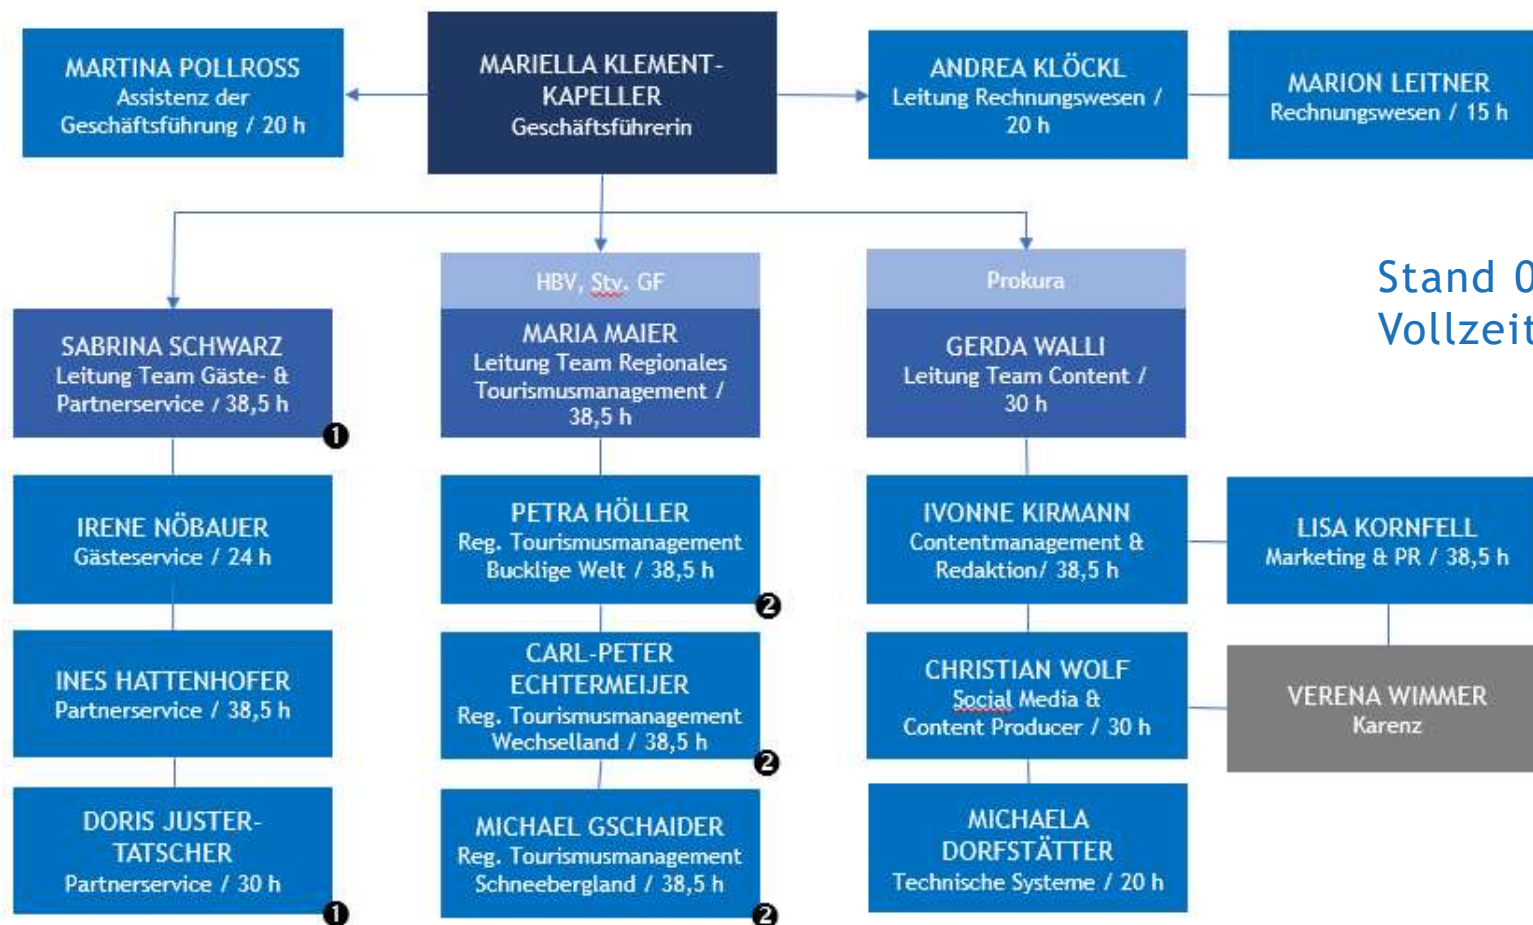 MARTINA POLLROSS
Assistenz der
Geschäftsführung / 20 h
MARIELLA KLEMENT-
KAPELLER
Geschäftsführerin
ANDREA KLÖCKL
Leitung Rechnungswesen /
20 h
MARION LEITNER
Rechnungswesen / 15 h
Stand 0
Vollzeit
SABRINA SCHWARZ
Leitung Team Gäste- &
Partnerservice / 38,5 h
1
HBV, Stv. GF
MARIA MAIER
Leitung Team Regionales
Tourismusmanagement /
38,5 h
Prokura
GERDA WALLI
Leitung Team Content /
30 h
IRENE NÖBAUER
Gästeservice / 24 h
PETRA HÖLLER
Reg. Tourismusmanagement
Bucklige Welt / 38,5 h
2
IVONNE KIRMANN
Contentmanagement &
Redaktion/ 38,5 h
LISA KORNFELL
Marketing & PR / 38,5 h
INES HATTENHOFER
Partnerservice / 38,5 h
CARL-PETER
ECHTERMEIJER
Reg. Tourismusmanagement
Wechselland / 38,5 h
2
CHRISTIAN WOLF
Social Media &
Content Producer / 30 h
VERENA WIMMER
Karenz
DORIS JUSTER-
TATSCHER
Partnerservice / 30 h
1
MICHAEL GSCHAIDER
Reg. Tourismusmanagement
Schneebergland / 38,5 h
2
MICHAELA
DORFSTÄTTER
Technische Systeme / 20 h